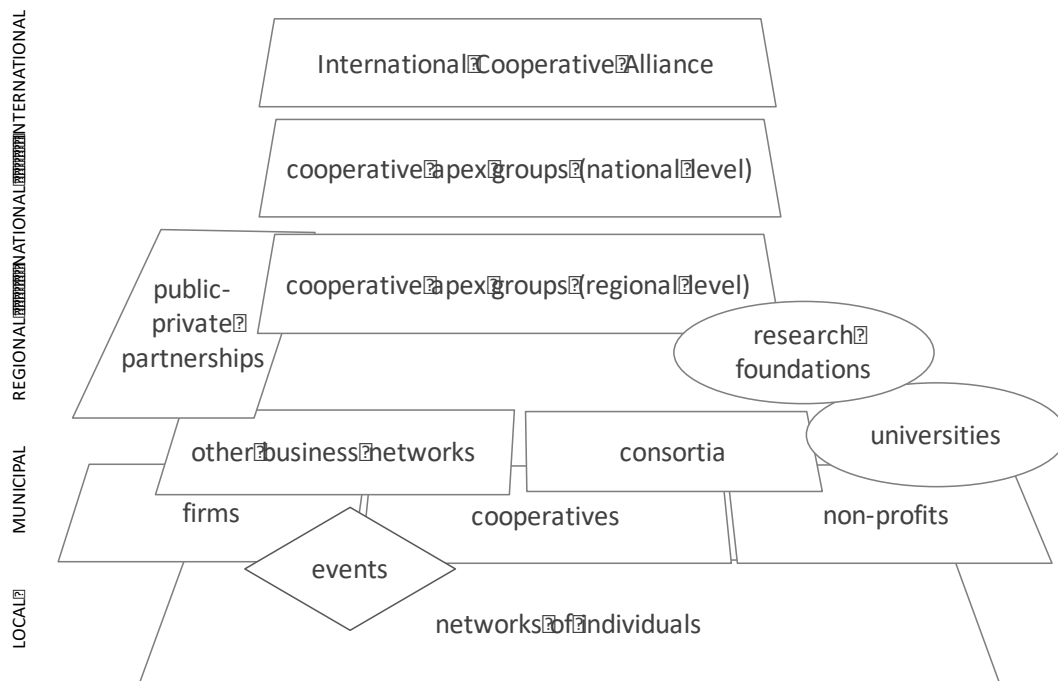 INTERNATIONAL
NATIONAL
REGIONAL
MUNICIPAL
LOCAL
International Cooperative Alliance
cooperative apex groups (national level)
cooperative apex groups (regional level)
public-
private
partnerships
research
foundations
universities
other business networks
consortia
firms
cooperatives
non-profits
events
networks of individuals